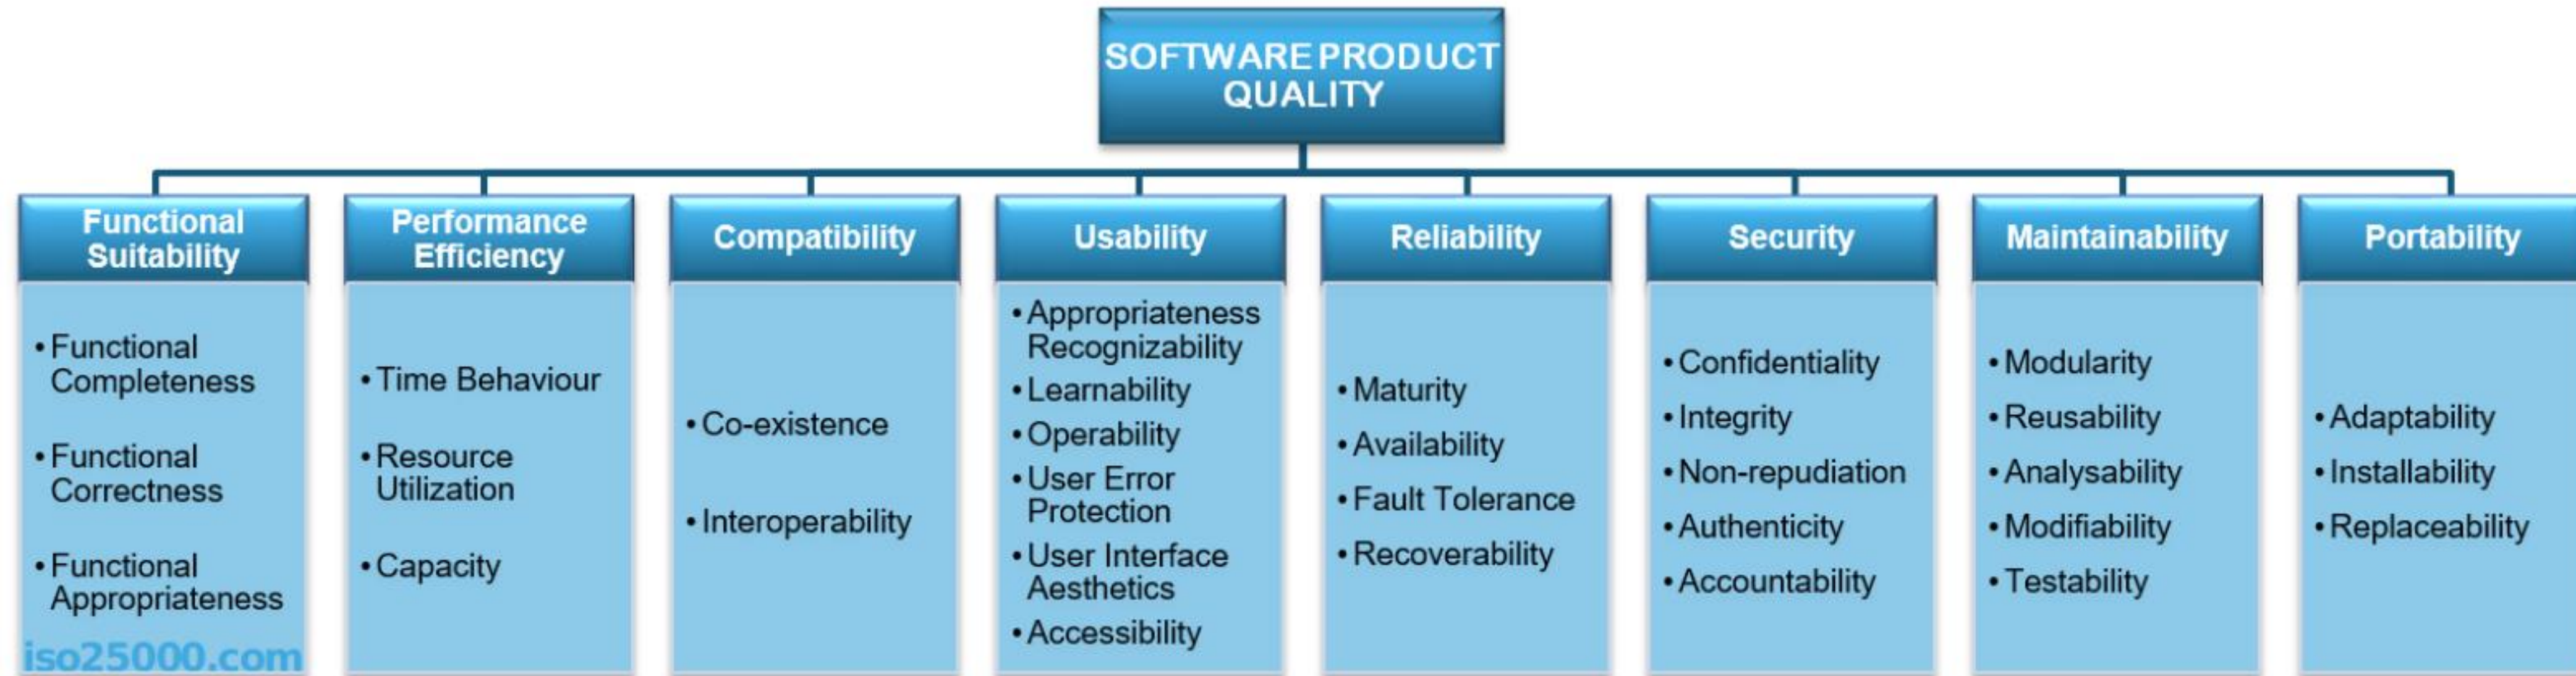 SOFTWARE PRODUCT
QUALITY
Functional
Suitability
• Functional
Completeness
• Functional
Correctness
• Functional
Appropriateness
iso25000.com
Performance
Efficiency
• Time Behaviour
• Resource
Utilization
• Capacity
Compatibility
• Co-existence
• Interoperability
Usability
• Appropriateness
Recognizability
• Learnability
• Operability
• User Error
Protection
• User Interface
Aesthetics
• Accessibility
Reliability
• Maturity
• Availability
• Fault Tolerance
• Recoverability
Security
• Confidentiality
• Integrity
• Non-repudiation
• Authenticity
• Accountability
Maintainability
• Modularity
• Reusability
• Analysability
• Modifiability
• Testability
Portability
• Adaptability
• Installability
• Replaceability